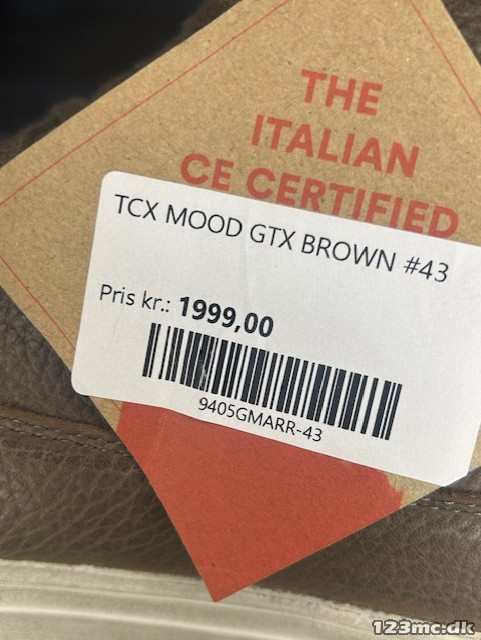 THE
ITALIAN
CE CERTIFIED
TCX MOOD GTX BROWN #43
Pris kr.: 1999,00
9405GMARR-43
123mc.dk